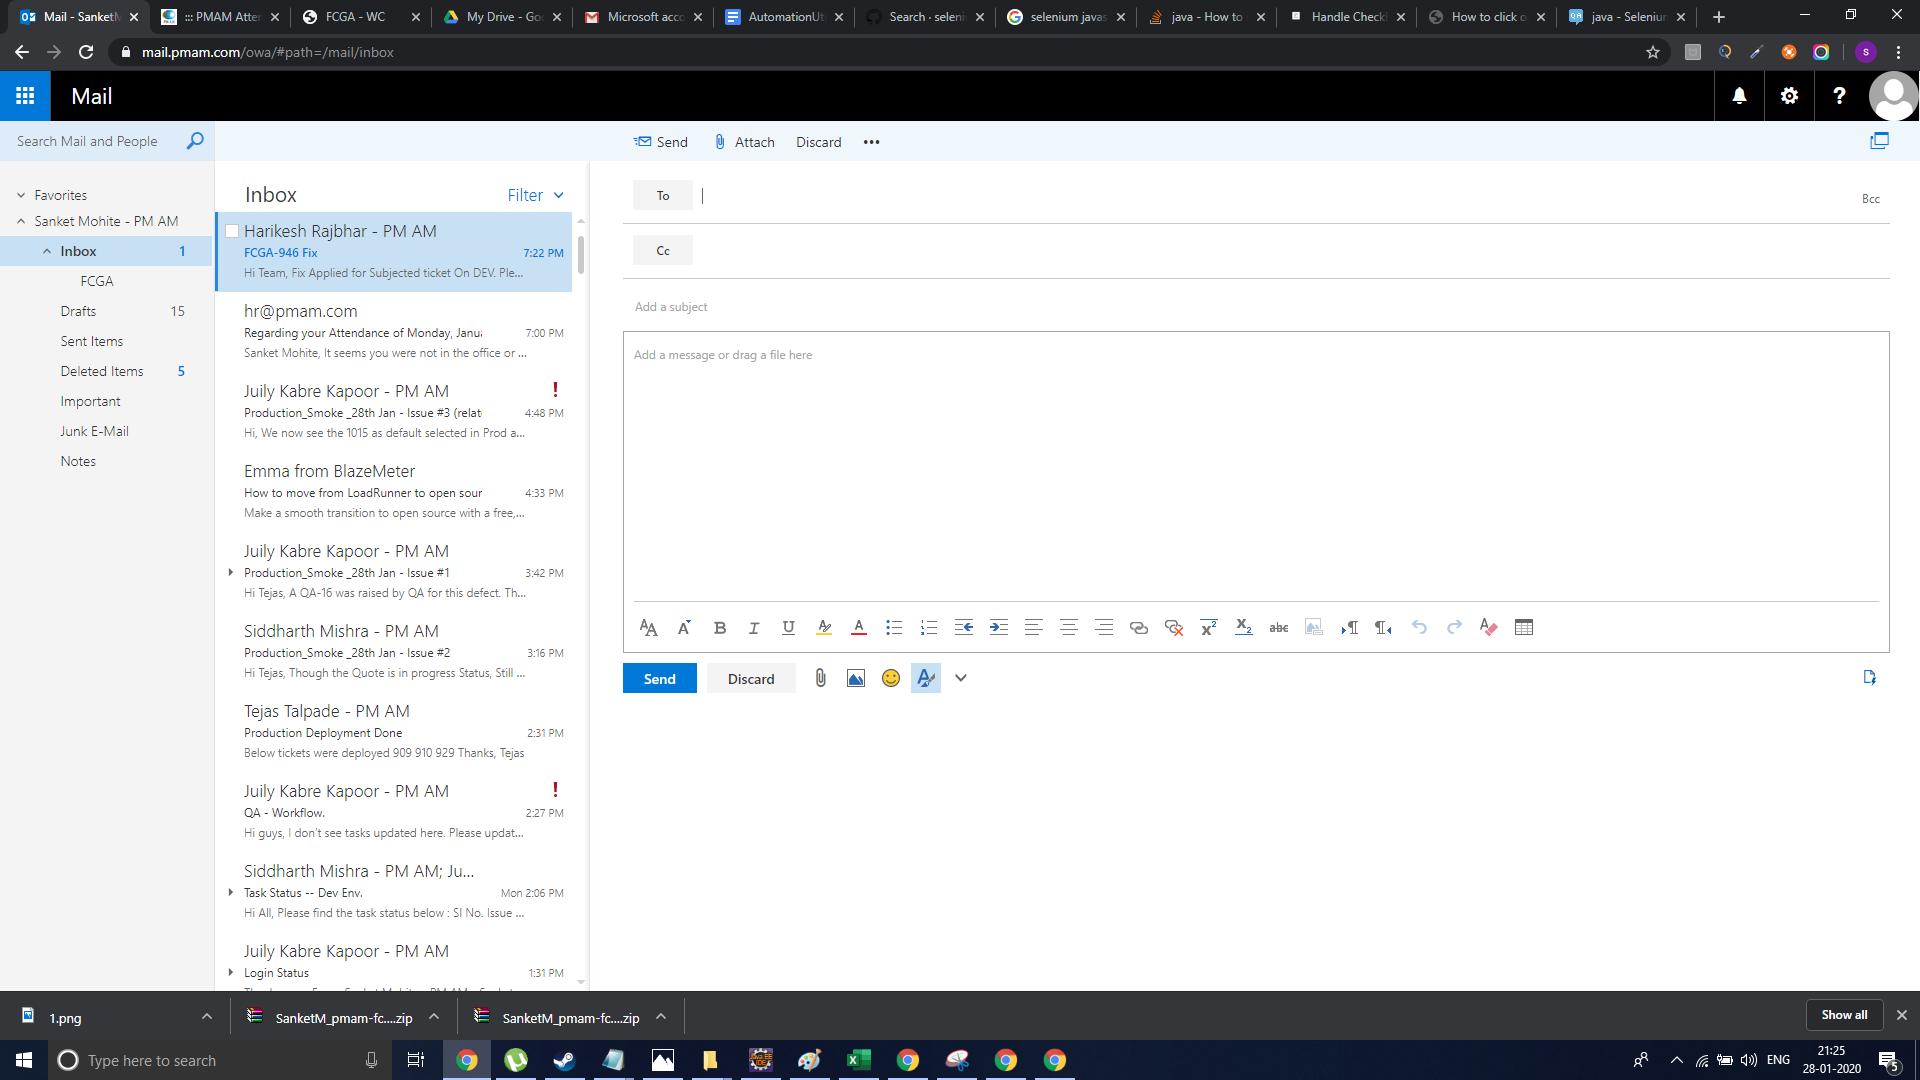 Mail - SanketM
::: PMAM Atten
FCGA - WC
My Drive - Goo
Microsoft acco
AutomationUt
Search · seleni
selenium javas
java - How to
Handle Check
How to click o
java - Selenium
mail.pmam.com/owa/#path=/mail/inbox
s
Mail
?
Search Mail and People
Send
Attach
Discard
Favorites
Sanket Mohite - PM AM
Inbox 1
FCGA
Drafts 15
Sent Items
Deleted Items 5
Important
Junk E-Mail
Notes
Inbox
Filter
Harikesh Rajbhar - PM AM
FCGA-946 Fix 7:22 PM
Hi Team, Fix Applied for Subjected ticket On DEV. Ple...
hr@pmam.com
Regarding your Attendance of Monday, Janu 7:00 PM
Sanket Mohite, It seems you were not in the office or ...
Juily Kabre Kapoor - PM AM !
Production_Smoke _28th Jan - Issue #3 (relat 4:48 PM
Hi, We now see the 1015 as default selected in Prod a...
Emma from BlazeMeter
How to move from LoadRunner to open sour 4:33 PM
Make a smooth transition to open source with a free,...
Juily Kabre Kapoor - PM AM
Production_Smoke _28th Jan - Issue #1 3:42 PM
Hi Tejas, A QA-16 was raised by QA for this defect. Th...
Siddharth Mishra - PM AM
Production_Smoke _28th Jan - Issue #2 3:16 PM
Hi Tejas, Though the Quote is in progress Status, Still ...
Tejas Talpade - PM AM
Production Deployment Done 2:31 PM
Below tickets were deployed 909 910 929 Thanks, Tejas
Juily Kabre Kapoor - PM AM !
QA - Workflow. 2:27 PM
Hi guys, I don't see tasks updated here. Please updat...
Siddharth Mishra - PM AM; Ju...
Task Status -- Dev Env. Mon 2:06 PM
Hi All, Please find the task status below : Sl No. Issue ...
Juily Kabre Kapoor - PM AM
Login Status 1:31 PM
To
Bcc
Cc
Add a subject
Add a message or drag a file here
Send
Discard
1.png
SanketM_pmam-fc....zip
SanketM_pmam-fc....zip
Show all
Type here to search
ENG
21:25
28-01-2020
5